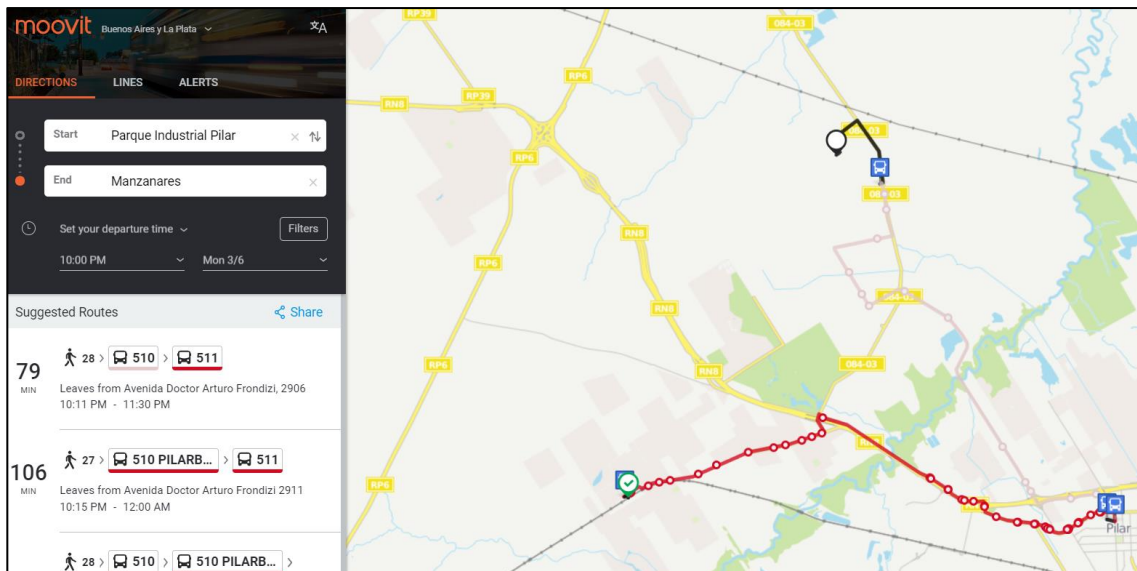 moovit Buenos Aires y La Plata
DIRECTIONS LINES ALERTS
Start Parque Industrial Pilar
End Manzanares
Set your departure time Filters
10:00 PM Mon 3/6
Suggested Routes Share
28 > 510 > 511
79
MIN
Leaves from Avenida Doctor Arturo Frondizi, 2906
10:11 PM - 11:30 PM
27 > 510 PILARB... > 511
106
MIN
Leaves from Avenida Doctor Arturo Frondizi 2911
10:15 PM - 12:00 AM
28 > 510 > 510 PILARB... >
RP39
RP6
084-03
RN8
RP39
RP6
084-03
084-03
RN8
RP6
RN8
RP6
084-03
RN8
RP6
Pilar